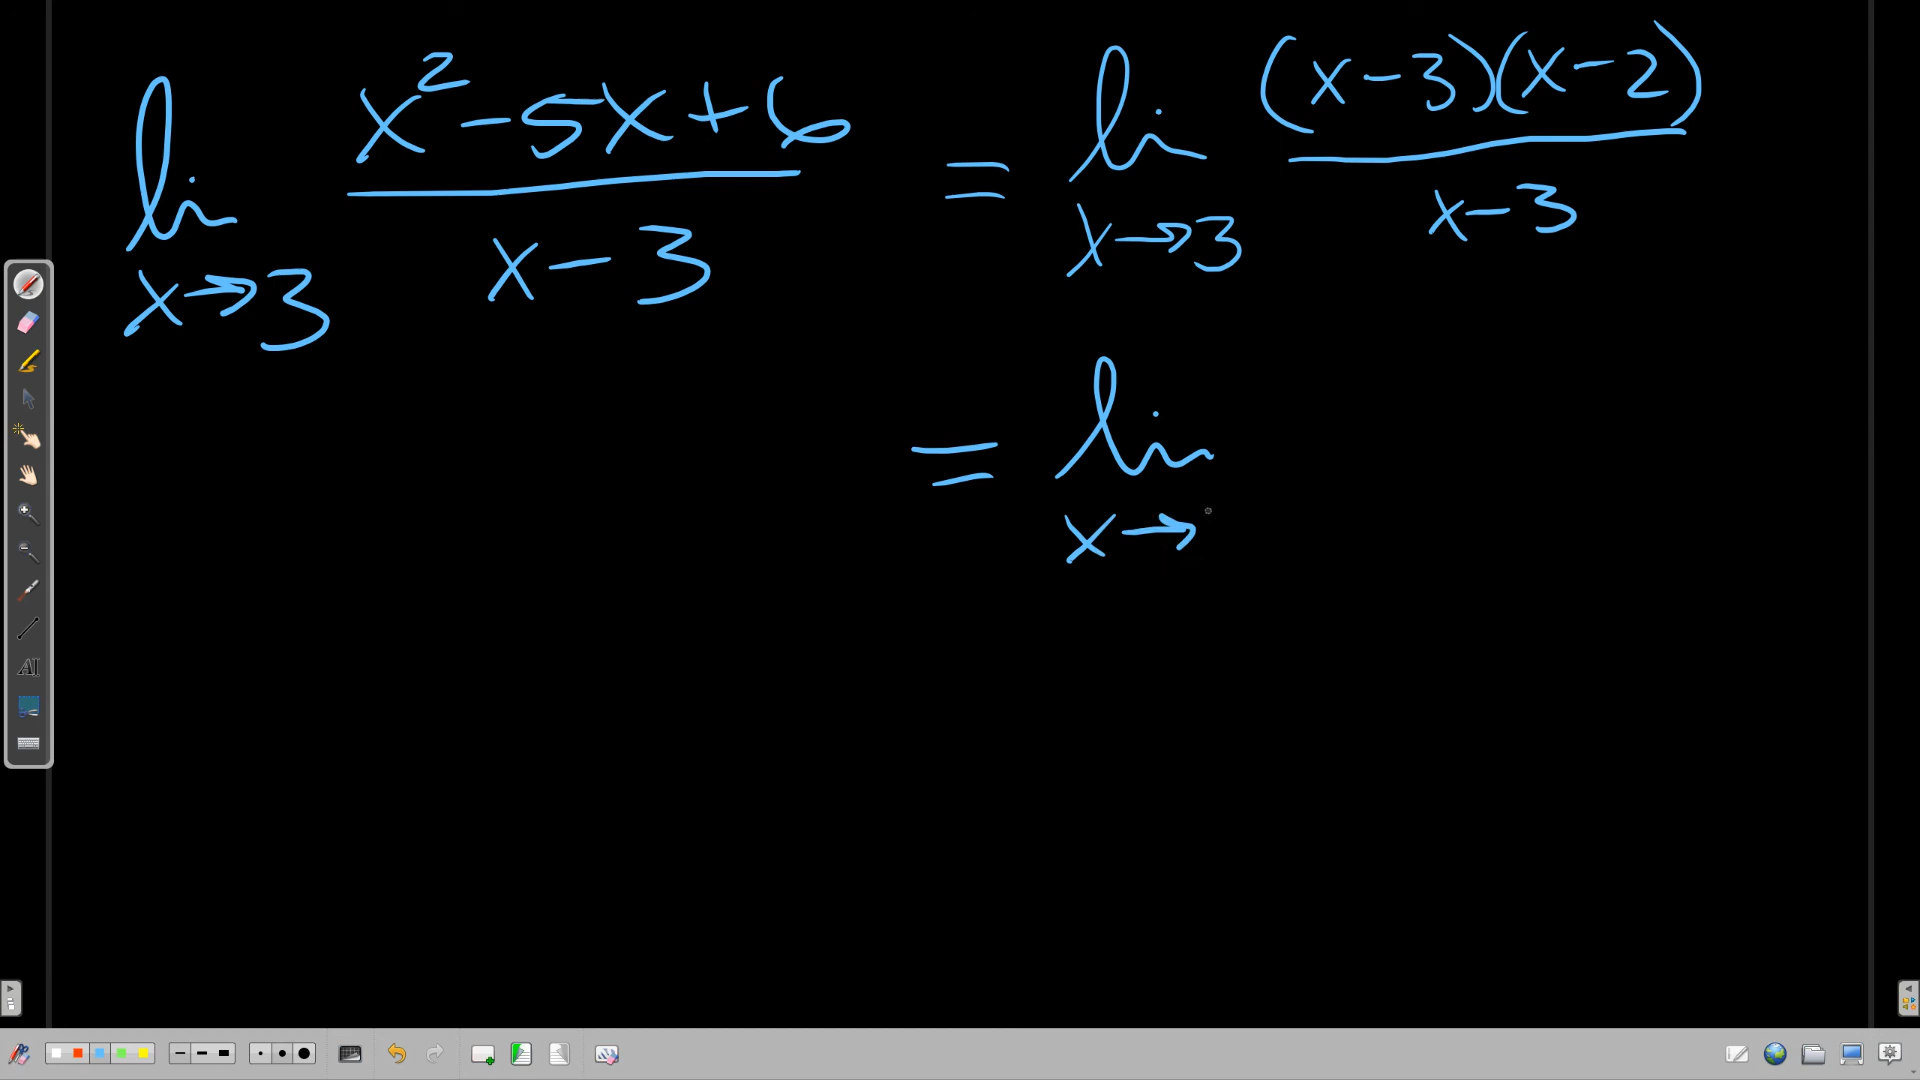 lim x→3 (x² - 5x + 6)/(x - 3) = lim x→3 ((x-3)(x-2))/(x-3)
= lim x→